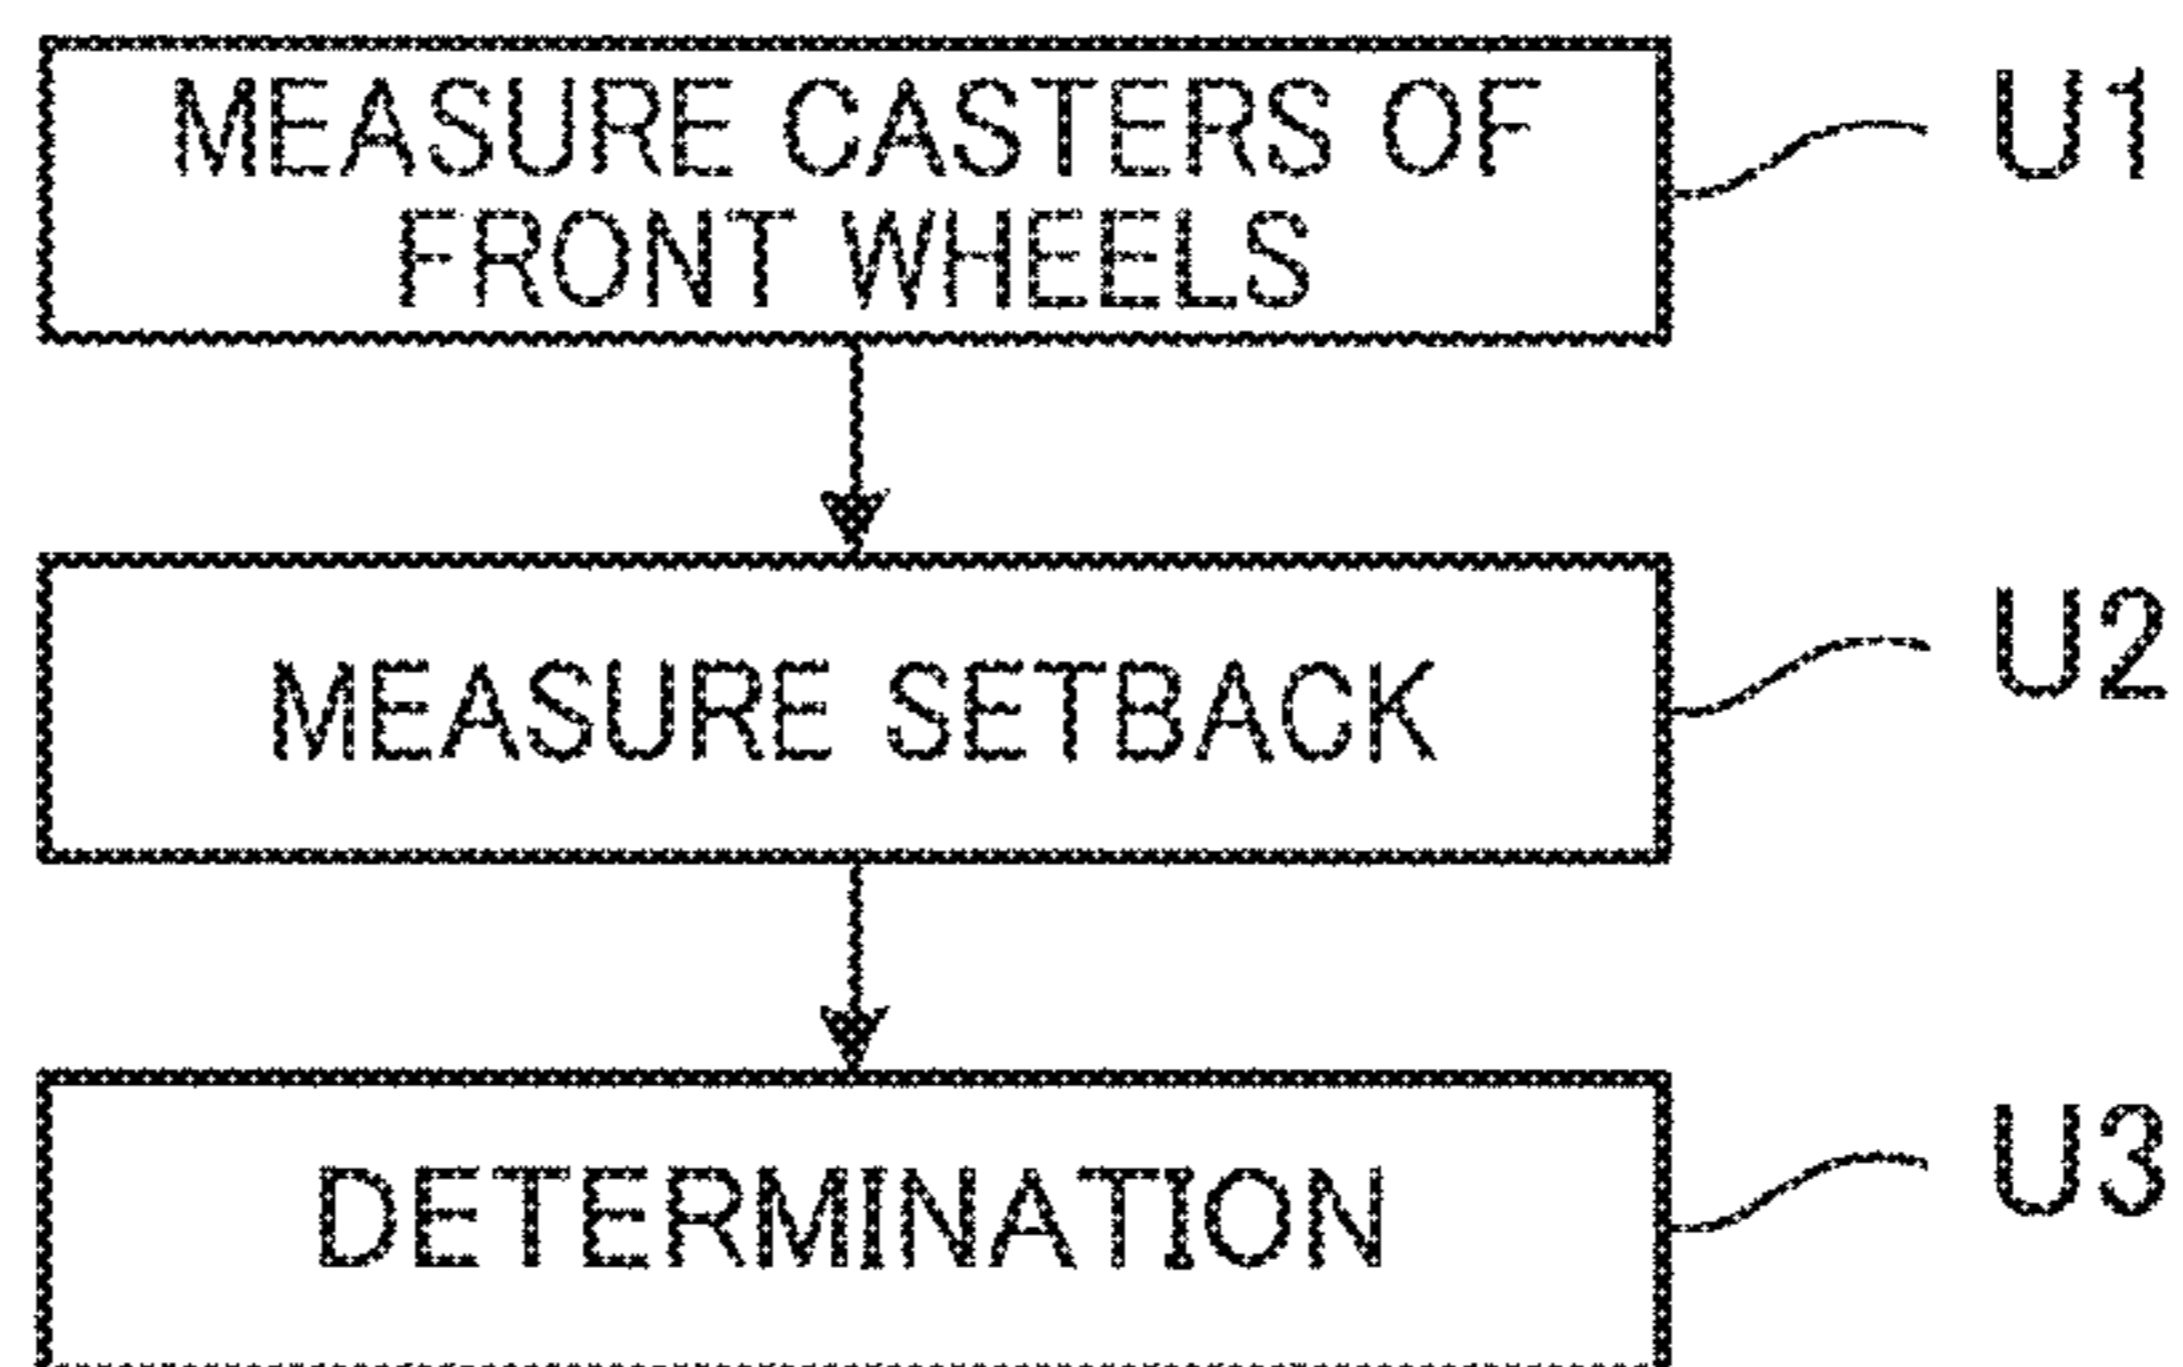 MEASURE CASTERS OF
FRONT WHEELS
U1
MEASURE SETBACK
U2
DETERMINATION
U3